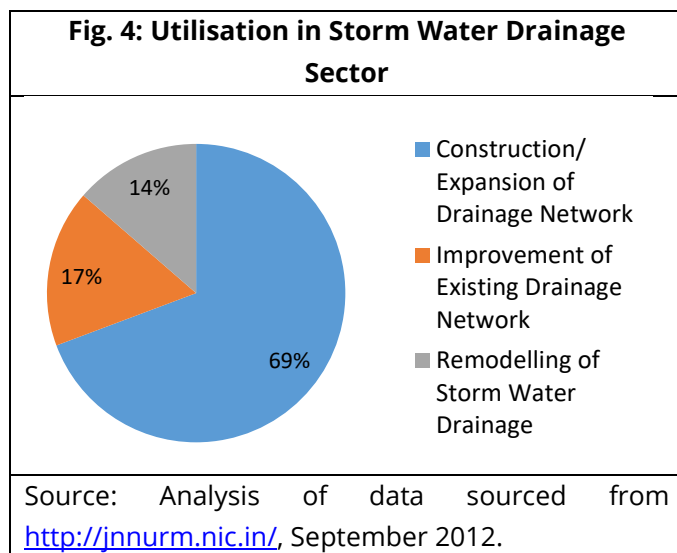 Fig. 4: Utilisation in Storm Water Drainage
Sector
14%
17%
69%
Construction/
Expansion of
Drainage Network
Improvement of
Existing Drainage
Network
Remodelling of
Storm Water
Drainage
Source: Analysis of data sourced from
http://jnnurm.nic.in/, September 2012.